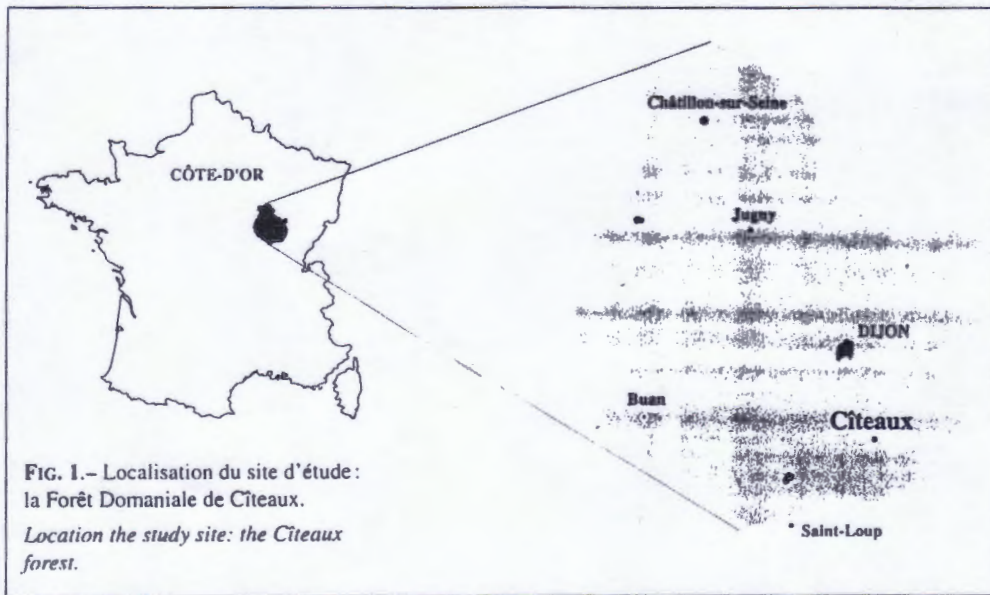 CÔTE-D'OR
Châtillon-sur-Seine
Jugny
DIJON
Buan
Cîteaux
Saint-Loup
FIG. 1.– Localisation du site d'étude :
la Forêt Domaniale de Cîteaux.
Location the study site: the Cîteaux
forest.